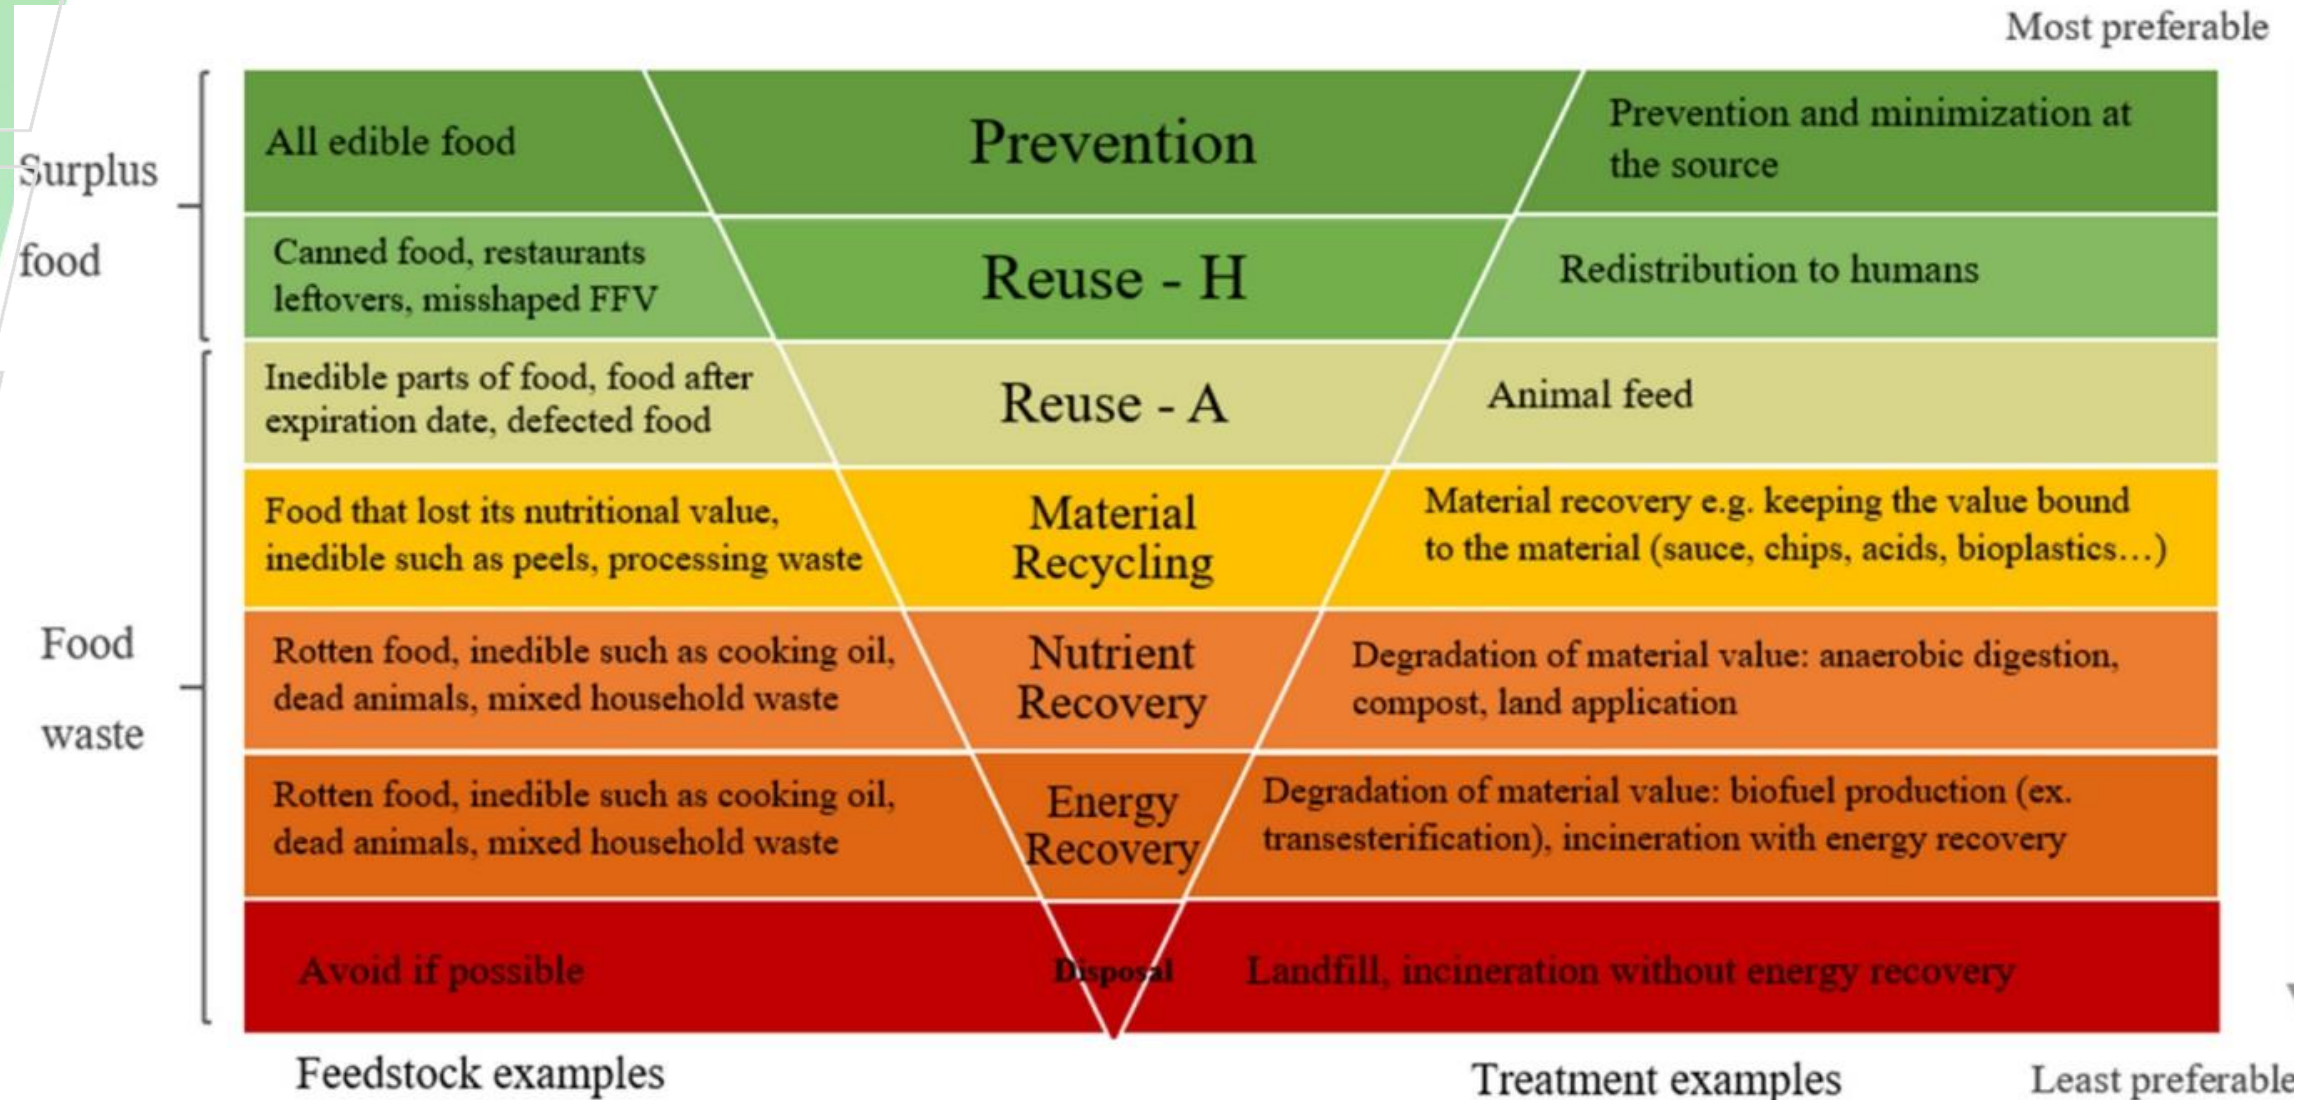 Most preferable
Surplus
food
All edible food
Prevention
Prevention and minimization at
the source
Canned food, restaurants
leftovers, misshaped FFV
Reuse - H
Redistribution to humans
Inedible parts of food, food after
expiration date, defected food
Reuse - A
Animal feed
Food
waste
Food that lost its nutritional value,
inedible such as peels, processing waste
Material
Recycling
Material recovery e.g. keeping the value bound
to the material (sauce, chips, acids, bioplastics...)
Rotten food, inedible such as cooking oil,
dead animals, mixed household waste
Nutrient
Recovery
Degradation of material value: anaerobic digestion,
compost, land application
Rotten food, inedible such as cooking oil,
dead animals, mixed household waste
Energy
Recovery
Degradation of material value: biofuel production (ex.
transesterification), incineration with energy recovery
Avoid if possible
Disposal
Landfill, incineration without energy recovery
Feedstock examples
Treatment examples
Least preferable